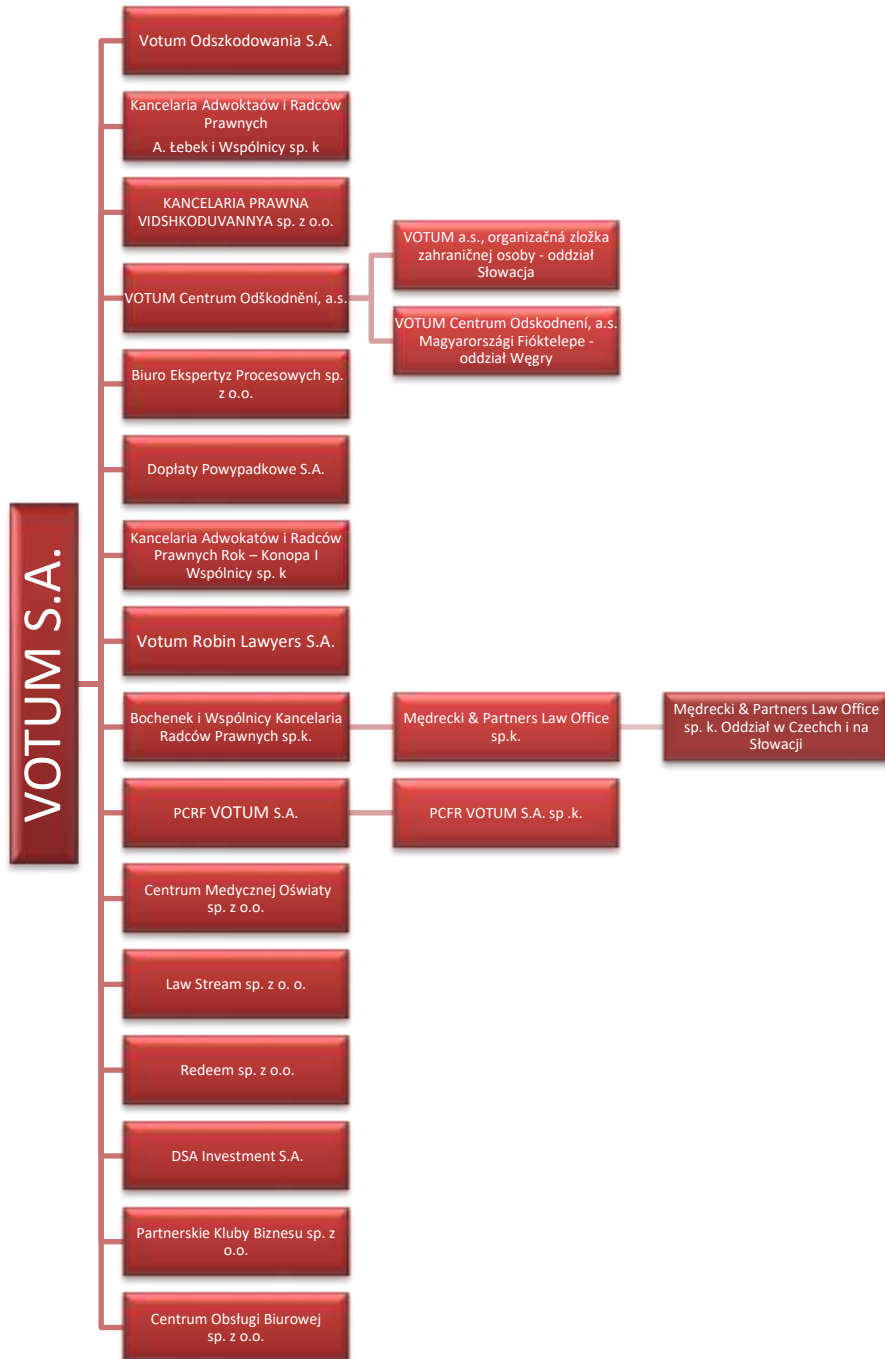 VOTUM S.A.
Votum Odszkodowania S.A.
Kancelaria Adwoktaów i Radców
Prawnych
A. Łebek i Wspólnicy sp. k
KANCELARIA PRAWNA
VIDSHKODUVANNYA sp. z o.o.
VOTUM Centrum Odškodnění, a.s.
VOTUM a.s., organizačná zložka
zahraničnej osoby - oddział
Słowacja
VOTUM Centrum Odskodnení, a.s.
Magyarországi Fióktelepe -
oddział Węgry
Biuro Ekspertyz Procesowych sp.
z o.o.
Dopłaty Powypadkowe S.A.
Kancelaria Adwokatów i Radców
Prawnych Rok – Konopa I
Wspólnicy sp. k
Votum Robin Lawyers S.A.
Bochenek i Wspólnicy Kancelaria
Radców Prawnych sp.k.
Mędrecki & Partners Law Office
sp.k.
Mędrecki & Partners Law Office
sp. k. Oddział w Czechch i na
Słowacji
PCRF VOTUM S.A.
PCFR VOTUM S.A. sp .k.
Centrum Medycznej Oświaty
sp. z o.o.
Law Stream sp. z o. o.
Redeem sp. z o.o.
DSA Investment S.A.
Partnerskie Kluby Biznesu sp. z
o.o.
Centrum Obsługi Biurowej
sp. z o.o.